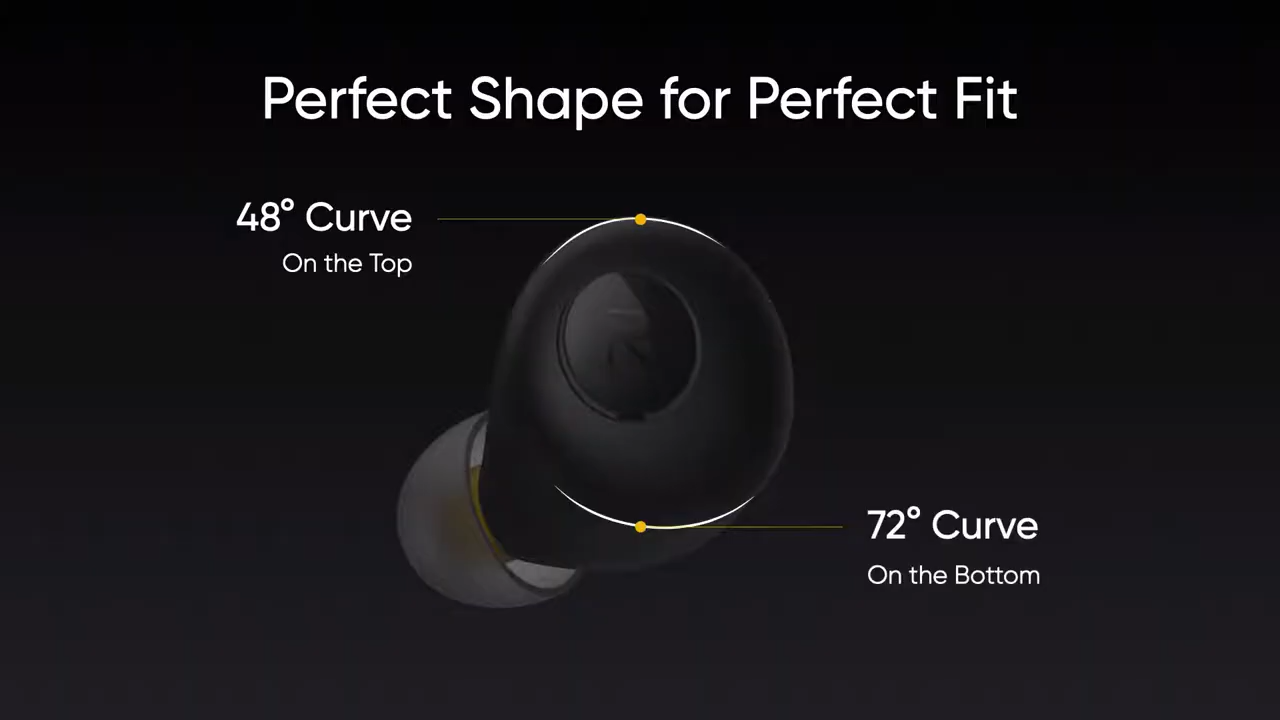 Perfect Shape for Perfect Fit
48° Curve
On the Top
72° Curve
On the Bottom